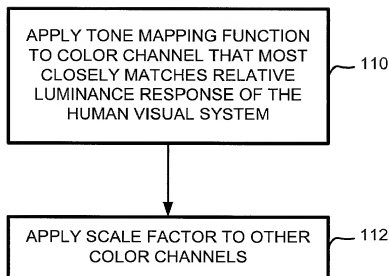 APPLY TONE MAPPING FUNCTION
TO COLOR CHANNEL THAT MOST
CLOSELY MATCHES RELATIVE
LUMINANCE RESPONSE OF THE
HUMAN VISUAL SYSTEM
110
APPLY SCALE FACTOR TO OTHER
COLOR CHANNELS
112